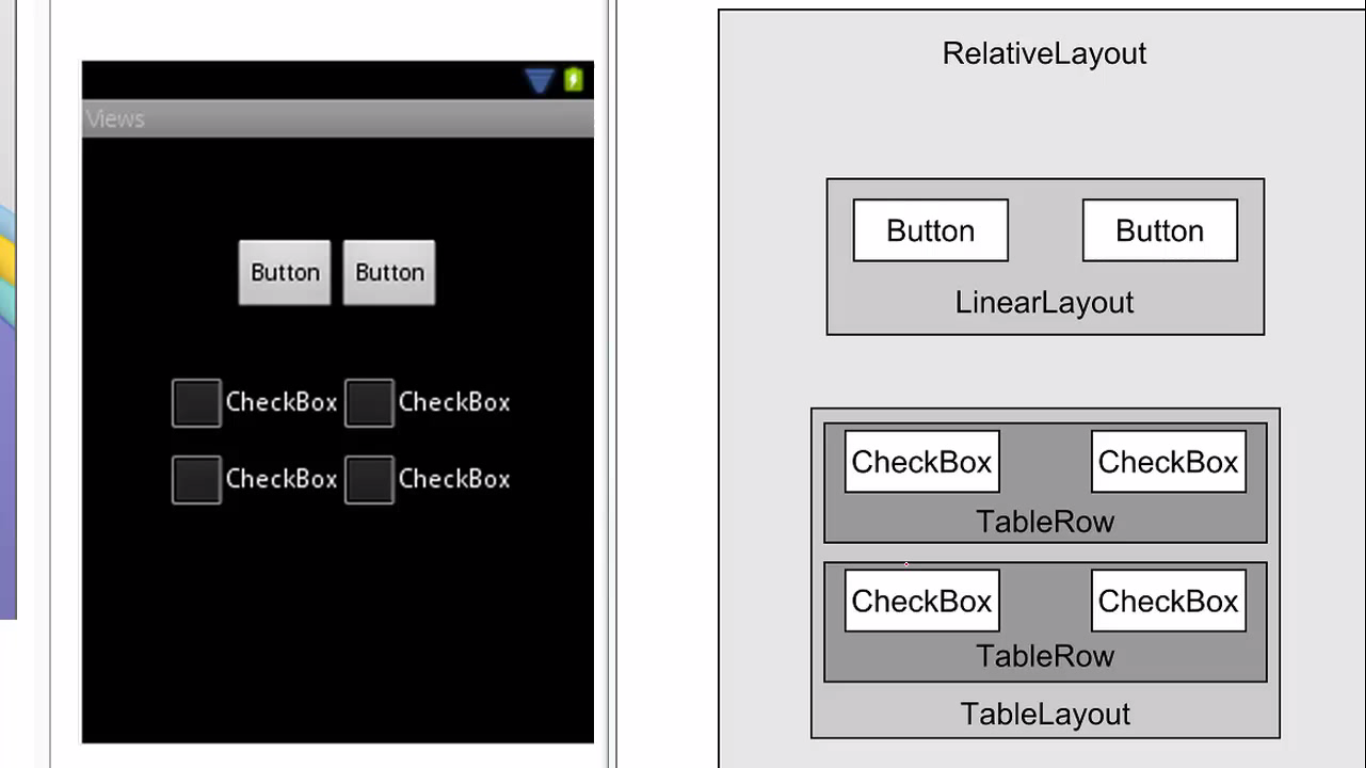 Views
Button Button
CheckBox CheckBox
CheckBox CheckBox
RelativeLayout
Button Button
LinearLayout
CheckBox CheckBox
TableRow
CheckBox CheckBox
TableRow
TableLayout